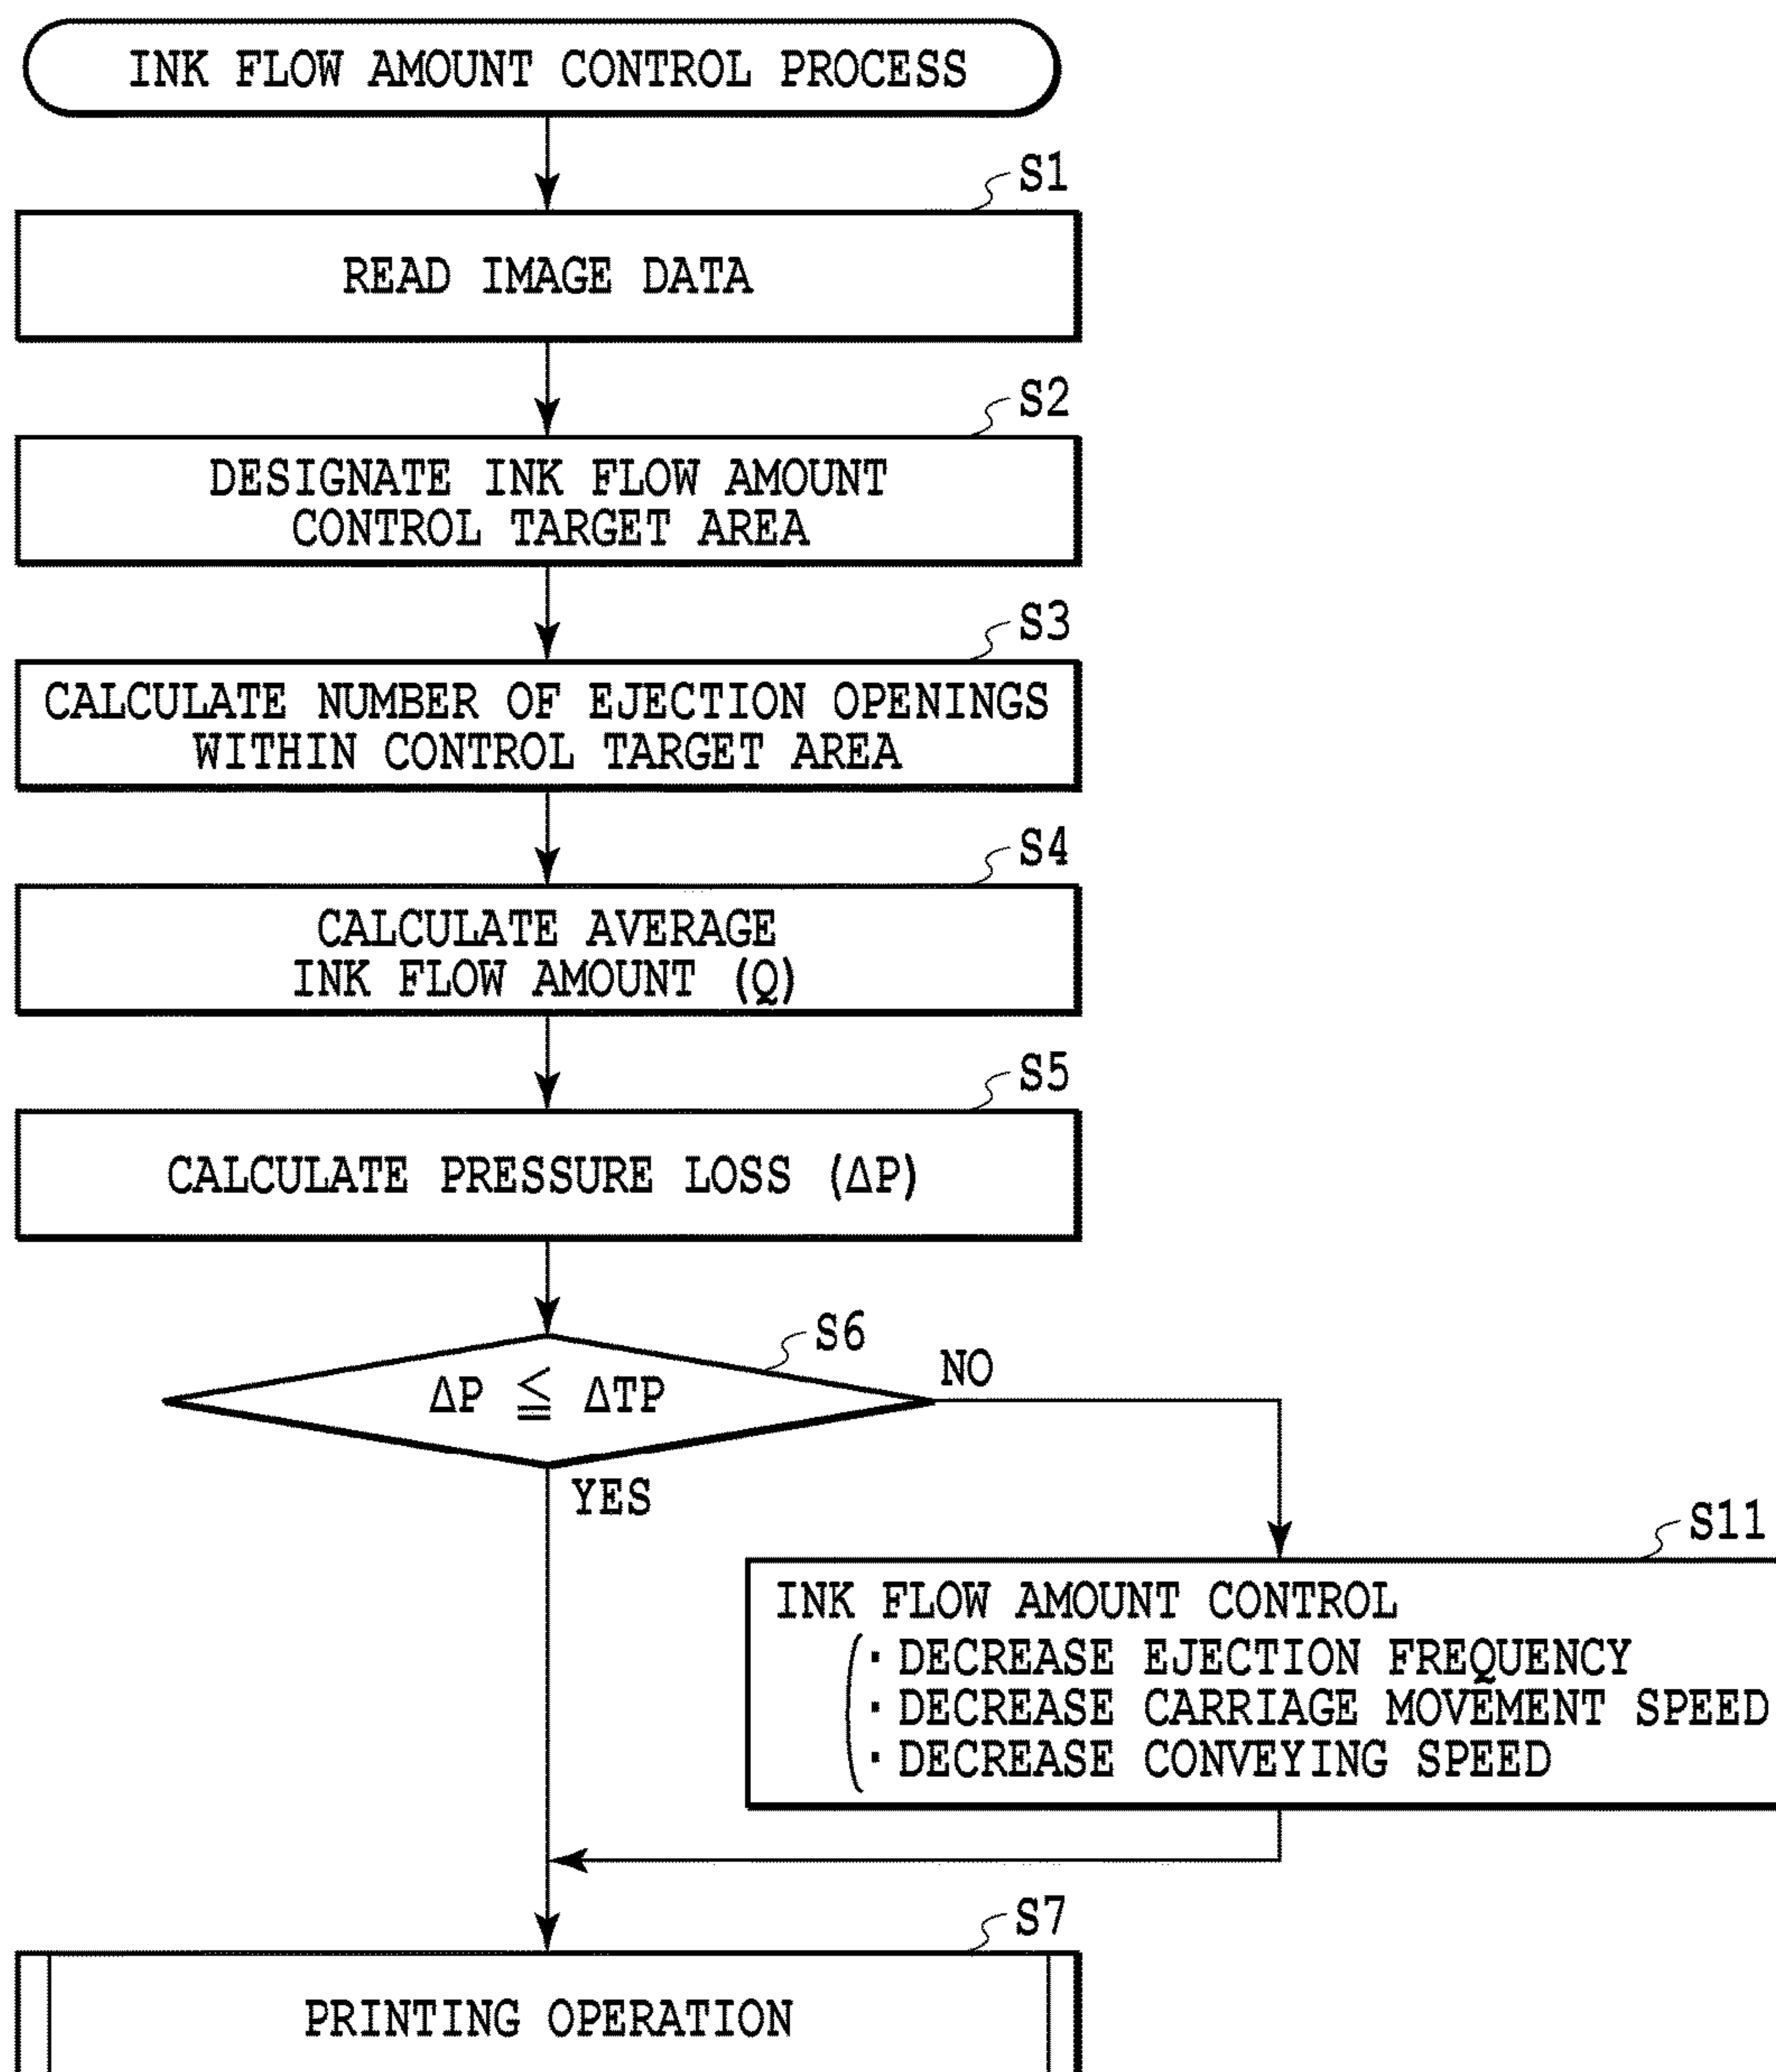 INK FLOW AMOUNT CONTROL PROCESS
S1
READ IMAGE DATA
S2
DESIGNATE INK FLOW AMOUNT
CONTROL TARGET AREA
S3
CALCULATE NUMBER OF EJECTION OPENINGS
WITHIN CONTROL TARGET AREA
S4
CALCULATE AVERAGE
INK FLOW AMOUNT (Q)
S5
CALCULATE PRESSURE LOSS (ΔP)
S6
ΔP ≦ ΔTP
NO
YES
S11
INK FLOW AMOUNT CONTROL
· DECREASE EJECTION FREQUENCY
· DECREASE CARRIAGE MOVEMENT SPEED
· DECREASE CONVEYING SPEED
S7
PRINTING OPERATION